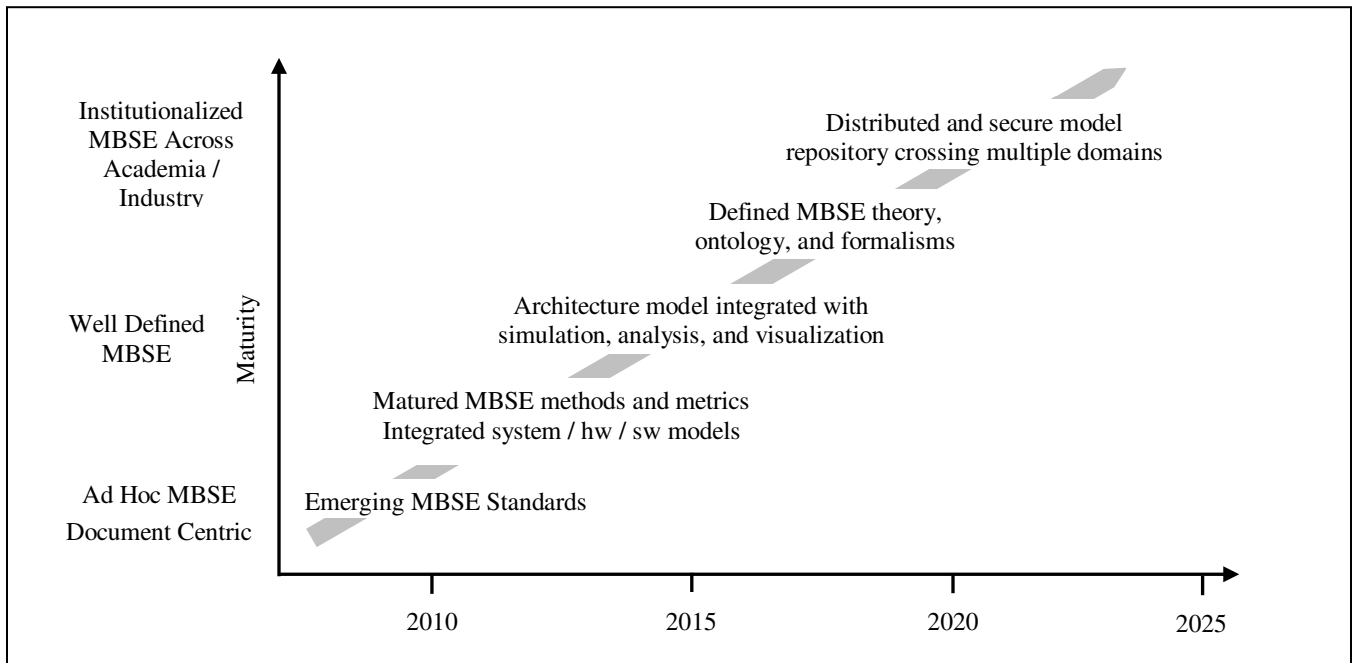 Institutionalized
MBSE Across
Academia /
Industry
Well Defined
MBSE
Ad Hoc MBSE
Document Centric
Maturity
Distributed and secure model
repository crossing multiple domains
Defined MBSE theory,
ontology, and formalisms
Architecture model integrated with
simulation, analysis, and visualization
Matured MBSE methods and metrics
Integrated system / hw / sw models
Emerging MBSE Standards
2010
2015
2020
2025